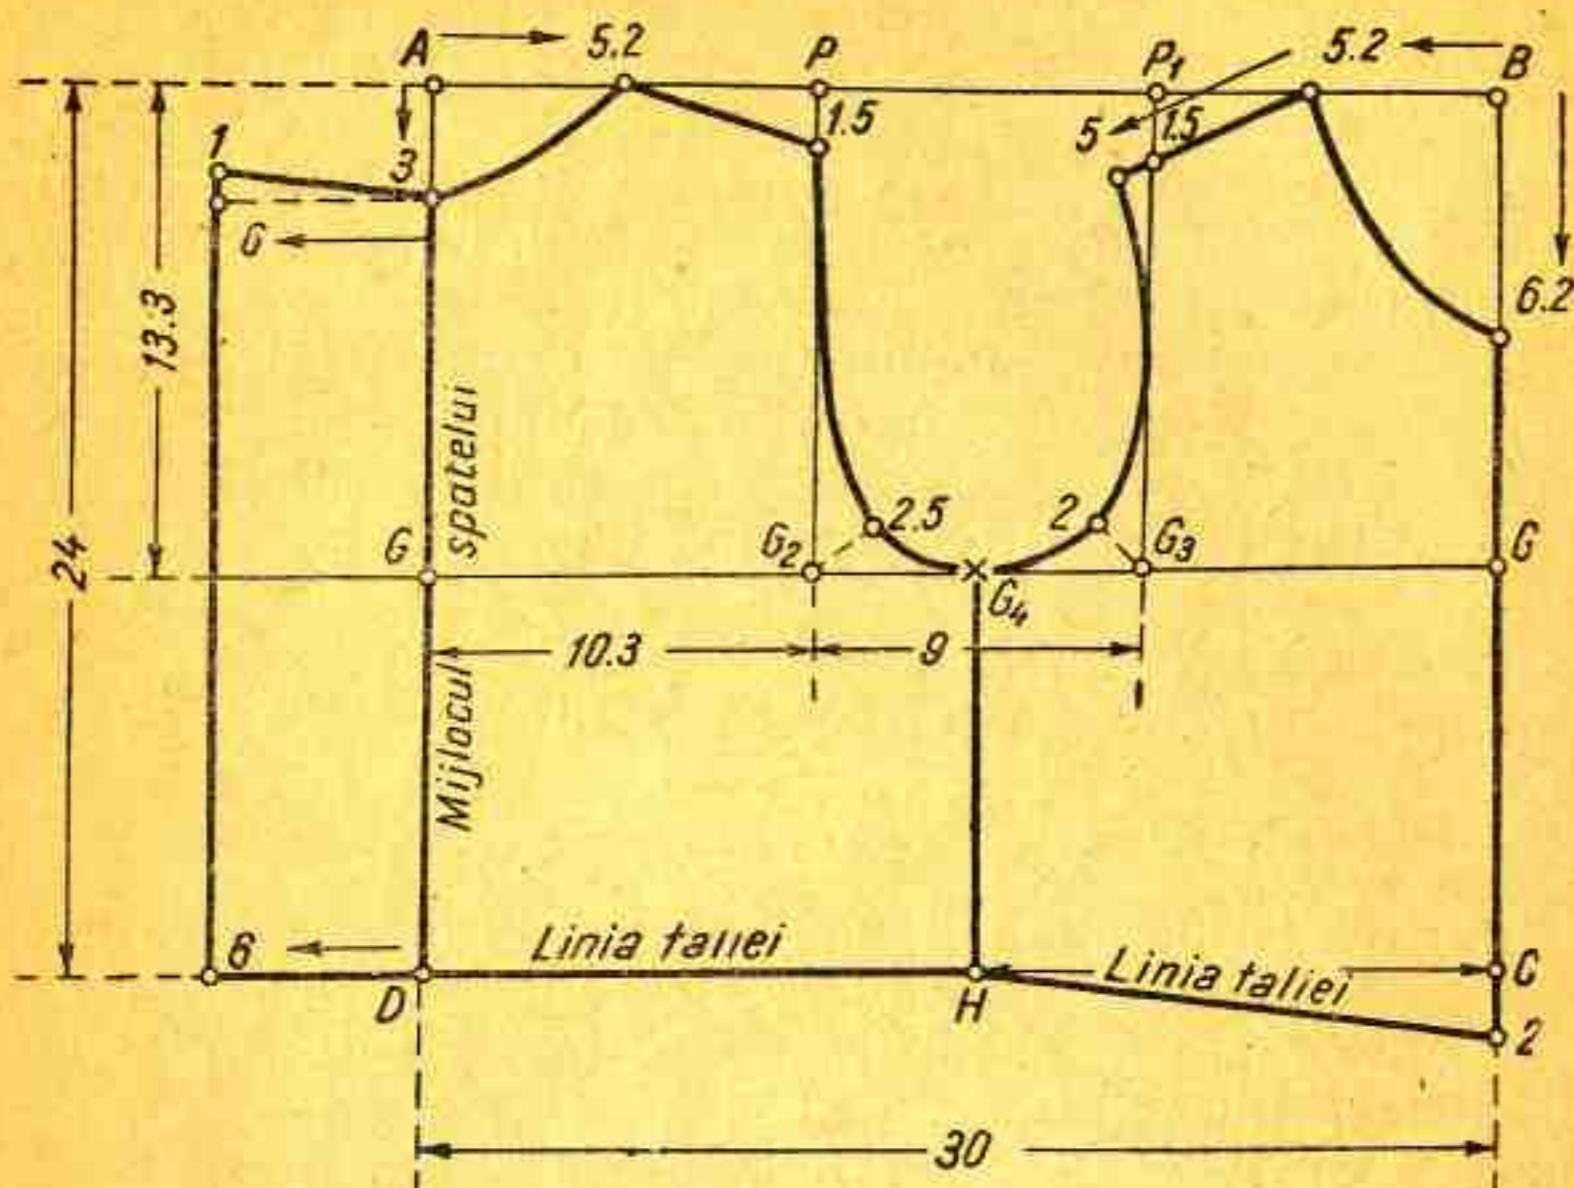 A 5.2 P P1 5.2 B
1 3 1.5 5 1.5
G
6.2
13.3
24
Mijlocul spatelui
G G2 2.5 2 G3 G
G4
10.3 9
6 Linia taliei Linia taliei C
D H 2
30